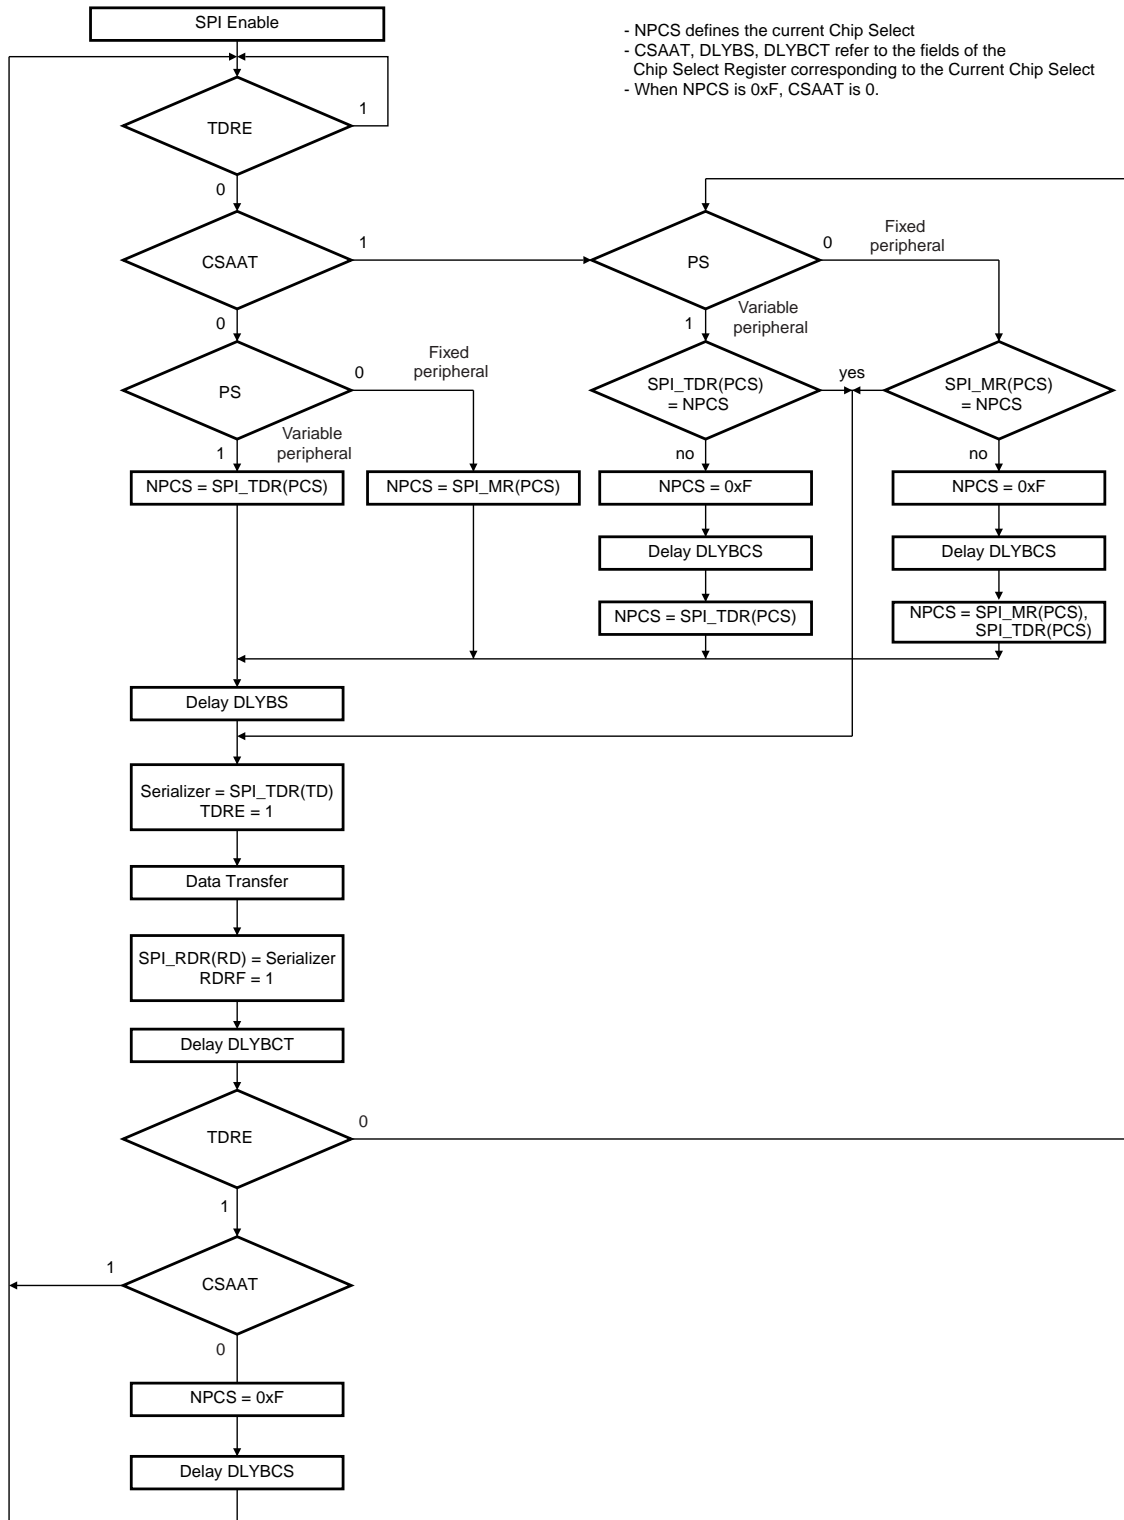 SPI Enable
- NPCS defines the current Chip Select
- CSAAT, DLYBS, DLYBCT refer to the fields of the
Chip Select Register corresponding to the Current Chip Select
- When NPCS is 0xF, CSAAT is 0.
TDRE
1
0
CSAAT
1
0
PS
0
Fixed
peripheral
1
Variable
peripheral
PS
0
Fixed
peripheral
1
Variable
peripheral
NPCS = SPI_TDR(PCS)
NPCS = SPI_MR(PCS)
SPI_TDR(PCS)
= NPCS
yes
SPI_MR(PCS)
= NPCS
no
no
NPCS = 0xF
NPCS = 0xF
Delay DLYBCS
Delay DLYBCS
NPCS = SPI_TDR(PCS)
NPCS = SPI_MR(PCS),
SPI_TDR(PCS)
Delay DLYBS
Serializer = SPI_TDR(TD)
TDRE = 1
Data Transfer
SPI_RDR(RD) = Serializer
RDRF = 1
Delay DLYBCT
TDRE
0
1
CSAAT
1
0
NPCS = 0xF
Delay DLYBCS